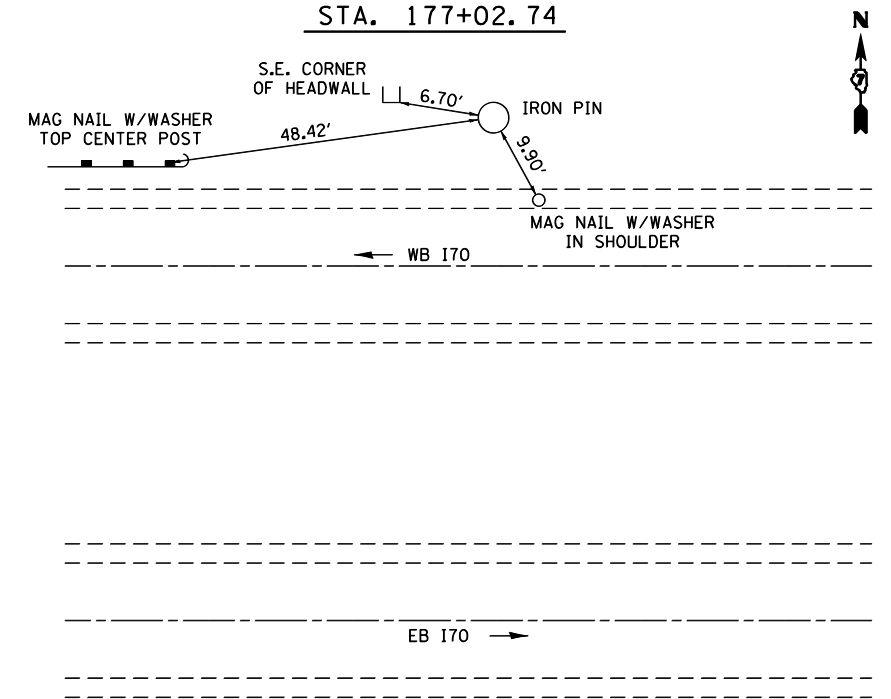 STA. 177+02.74
N
7
S.E. CORNER
OF HEADWALL
6.70'
IRON PIN
MAG NAIL W/WASHER
TOP CENTER POST
48.42'
9.90'
MAG NAIL W/WASHER
IN SHOULDER
WB I70
EB I70